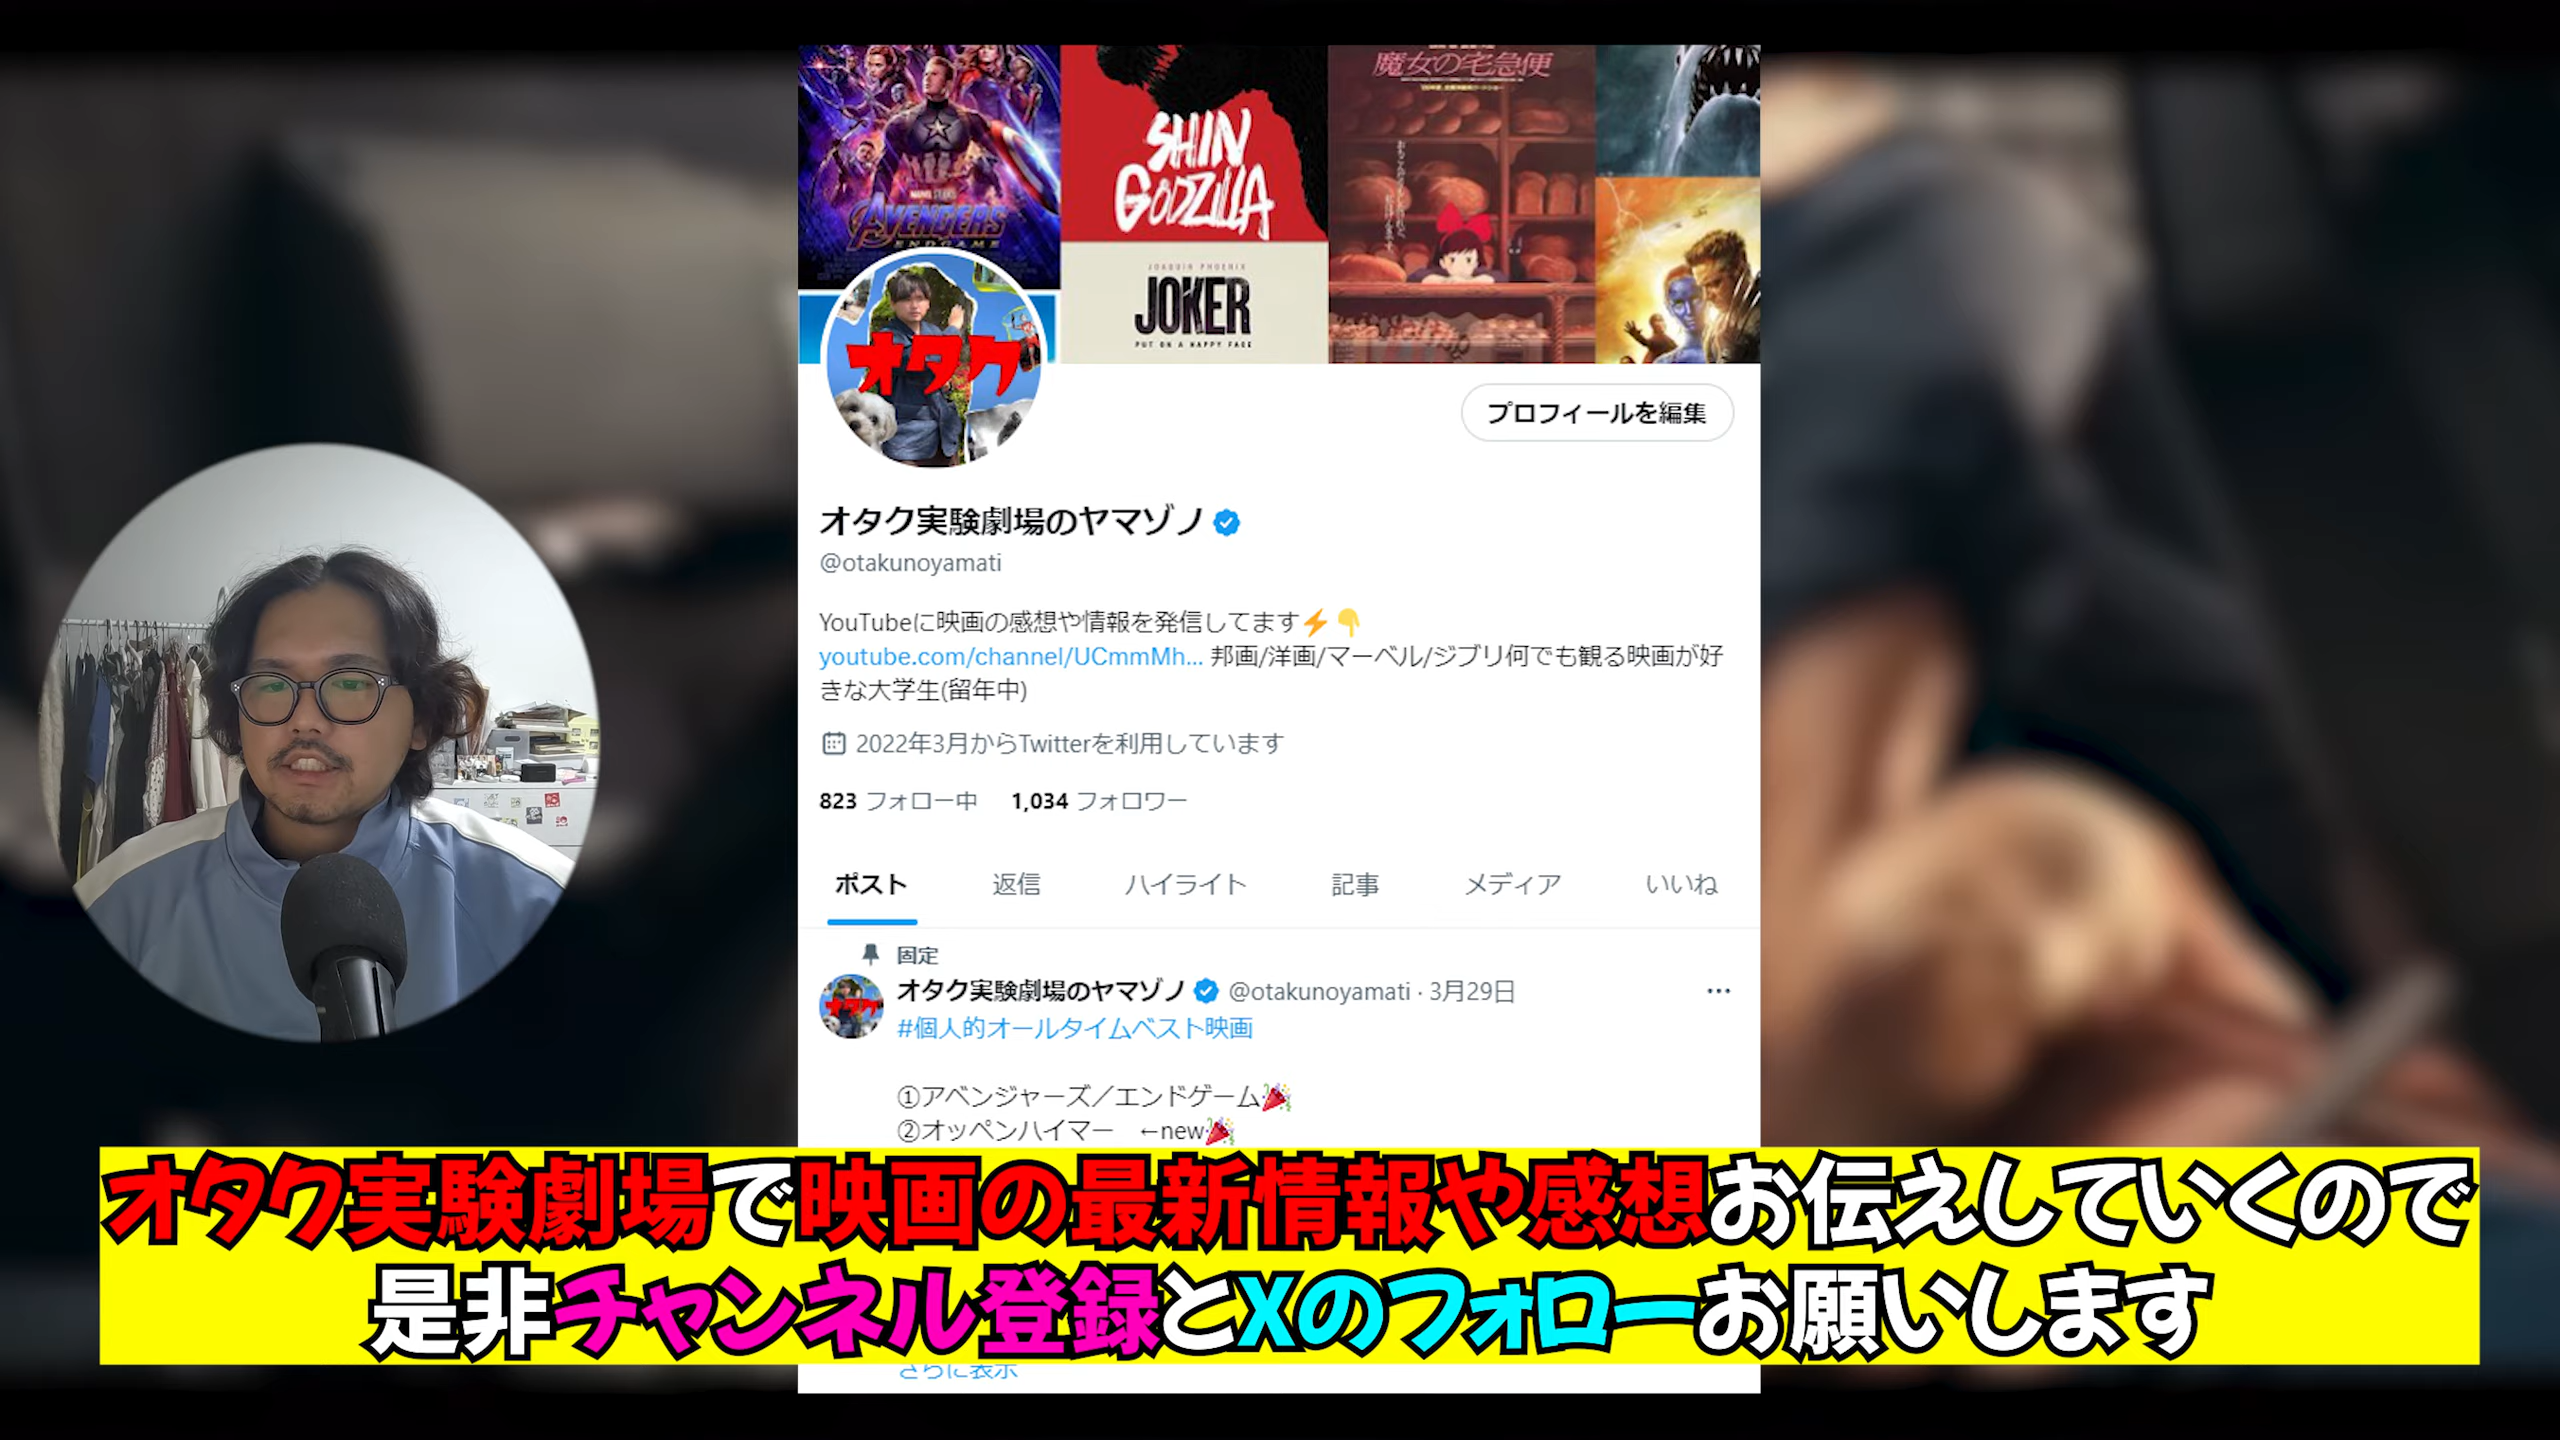 魔女の宅急便
MARVEL STUDIOS
AVENGERS
ENDGAME
SHIN
GODZILLA
JOAQUIN PHOENIX
JOKER
PUT ON A HAPPY FACE
オタク
プロフィールを編集
オタク実験劇場のヤマゾノ
@otakunoyamati
YouTubeに映画の感想や情報を発信してます⚡👇
youtube.com/channel/UCmmMh… 邦画/洋画/マーベル/ジブリ何でも観る映画が好
きな大学生(留年中)
2022年3月からTwitterを利用しています
823 フォロー中 1,034 フォロワー
ポスト 返信 ハイライト 記事 メディア いいね
固定
オタク実験劇場のヤマゾノ @otakunoyamati · 3月29日
#個人的オールタイムベスト映画
①アベンジャーズ／エンドゲーム🎉
②オッペンハイマー ←new🎉
オタク実験劇場で映画の最新情報や感想お伝えしていくので
是非チャンネル登録とXのフォローお願いします
さらに表示